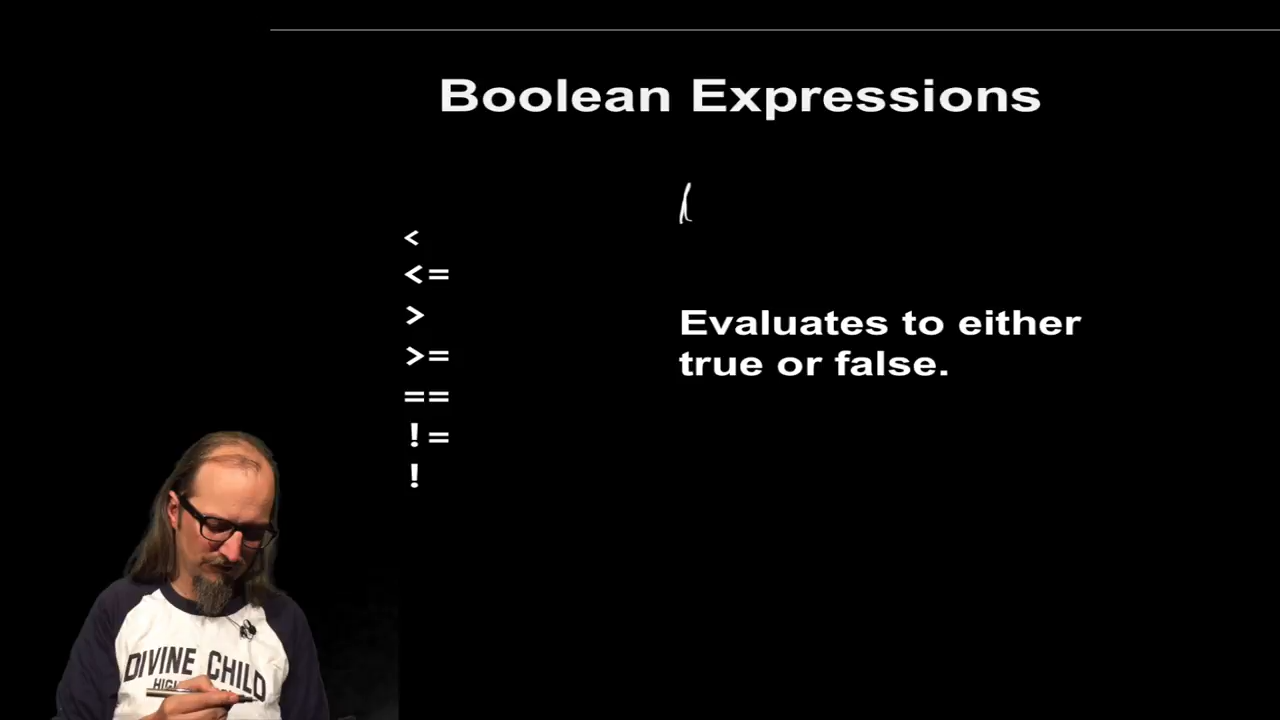 Boolean Expressions
<
<=
>
>=
==
!=
!
Evaluates to either
true or false.
DIVINE CHILD